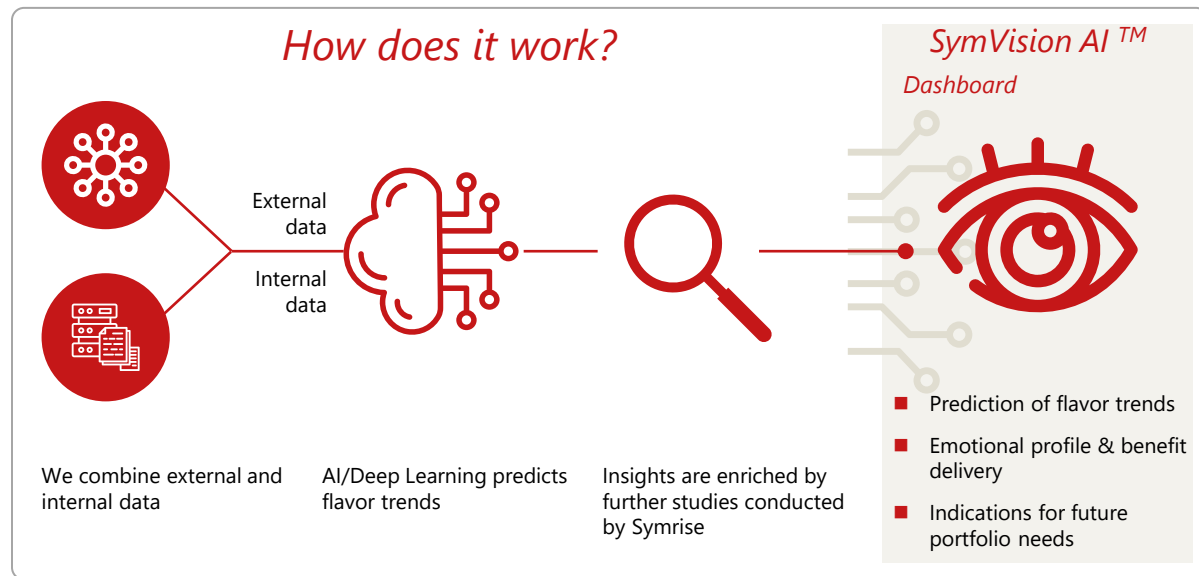 How does it work?
SymVision AI TM
Dashboard
External
data
Internal
data
We combine external and
internal data
AI/Deep Learning predicts
flavor trends
Insights are enriched by
further studies conducted
by Symrise
Prediction of flavor trends
Emotional profile & benefit
delivery
Indications for future
portfolio needs